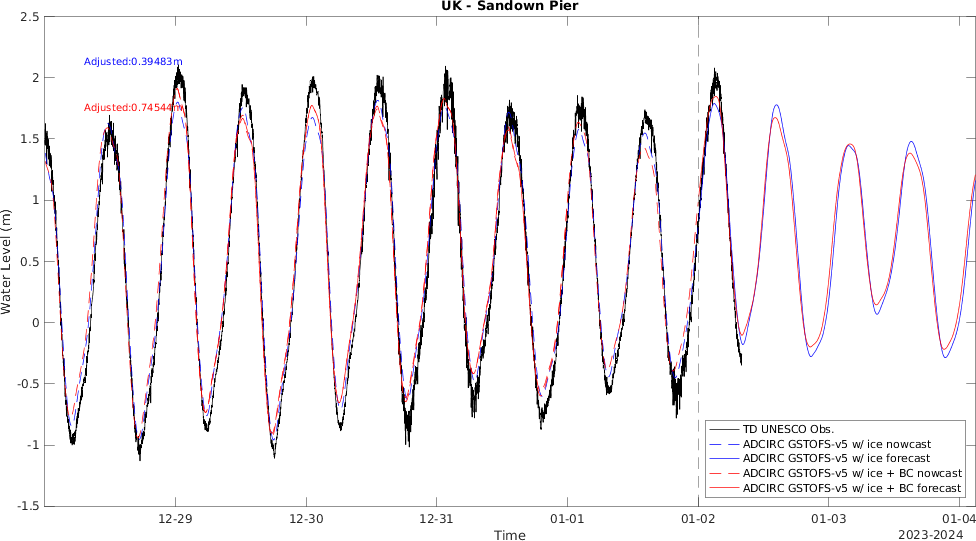 UK - Sandown Pier
2.5
2
1.5
1
0.5
0
-0.5
-1
-1.5
Water Level (m)
Adjusted:0.39483m
Adjusted:0.74544m
TD UNESCO Obs.
ADCIRC GSTOFS-v5 w/ ice nowcast
ADCIRC GSTOFS-v5 w/ ice forecast
ADCIRC GSTOFS-v5 w/ ice + BC nowcast
ADCIRC GSTOFS-v5 w/ ice + BC forecast
12-29 12-30 12-31 01-01 01-02 01-03 01-04
Time
2023-2024